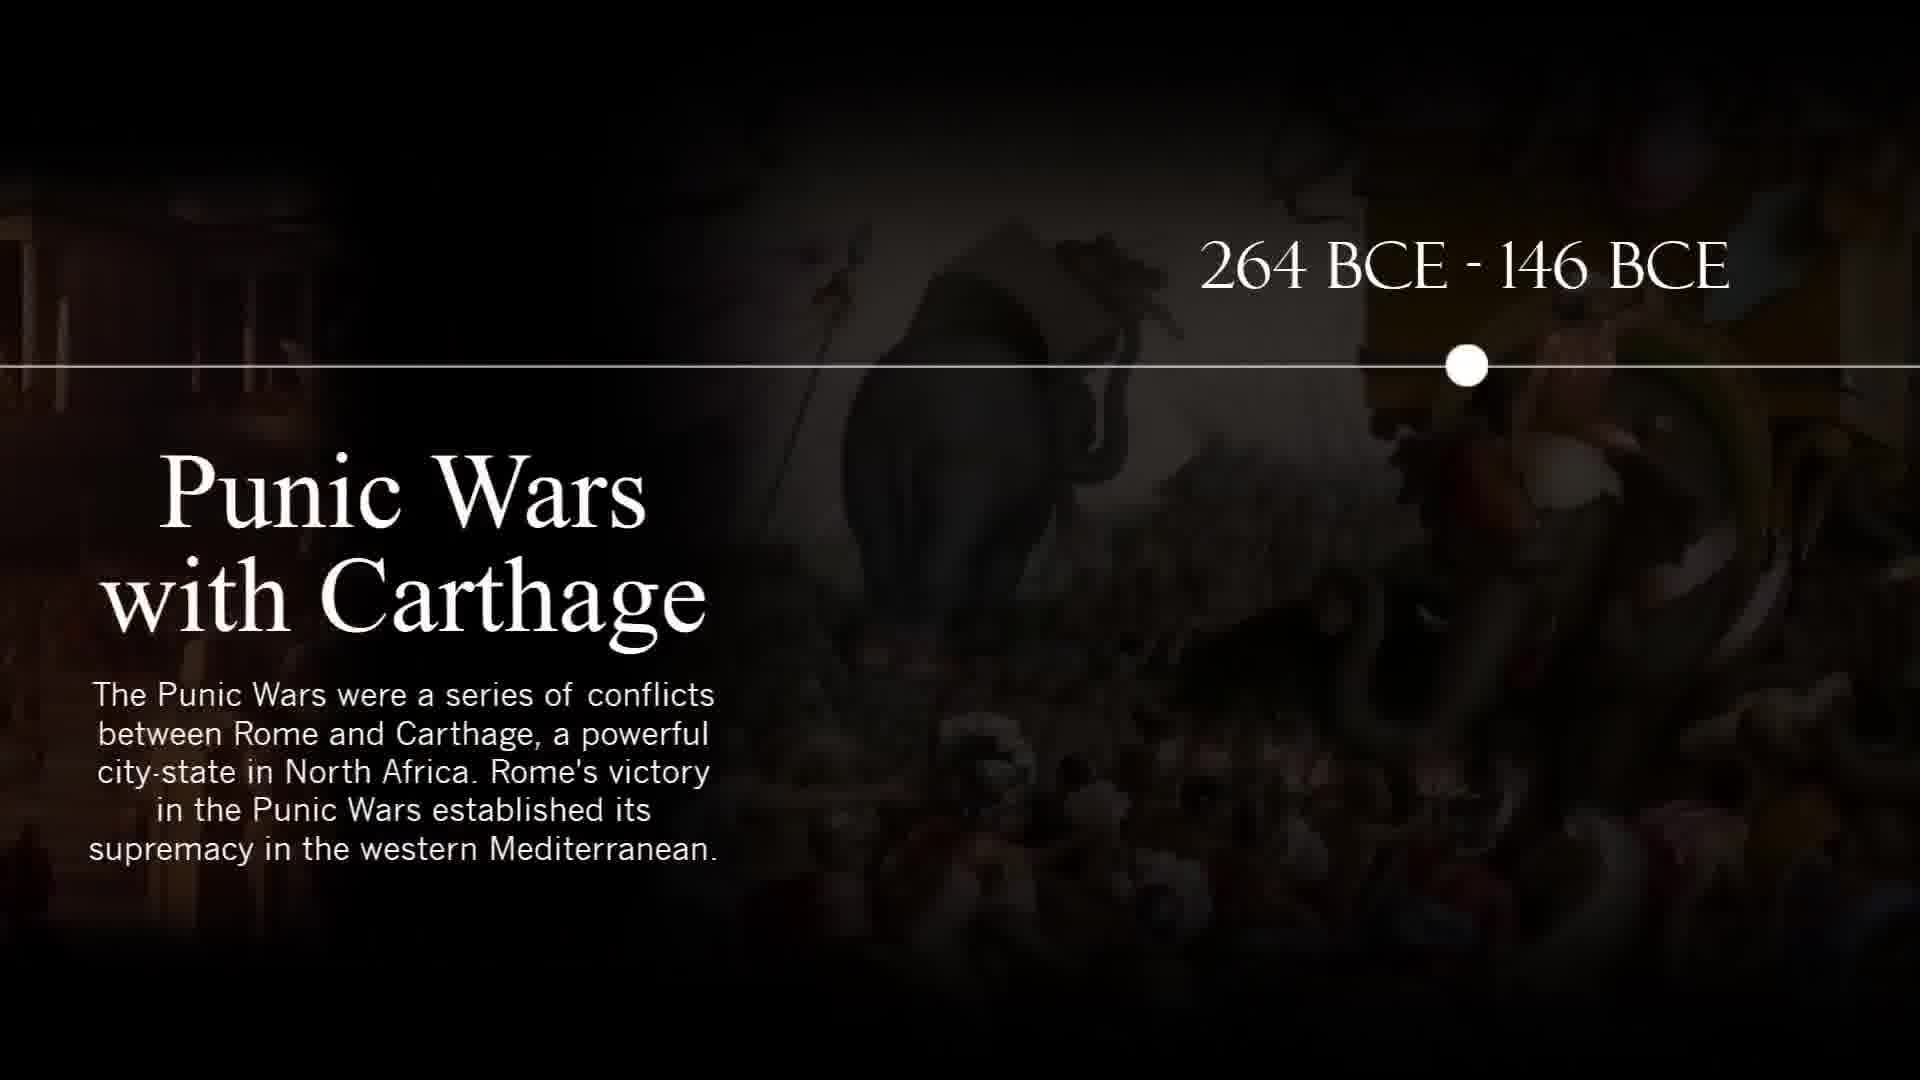 264 BCE - 146 BCE
Punic Wars
with Carthage
The Punic Wars were a series of conflicts
between Rome and Carthage, a powerful
city-state in North Africa. Rome's victory
in the Punic Wars established its
supremacy in the western Mediterranean.